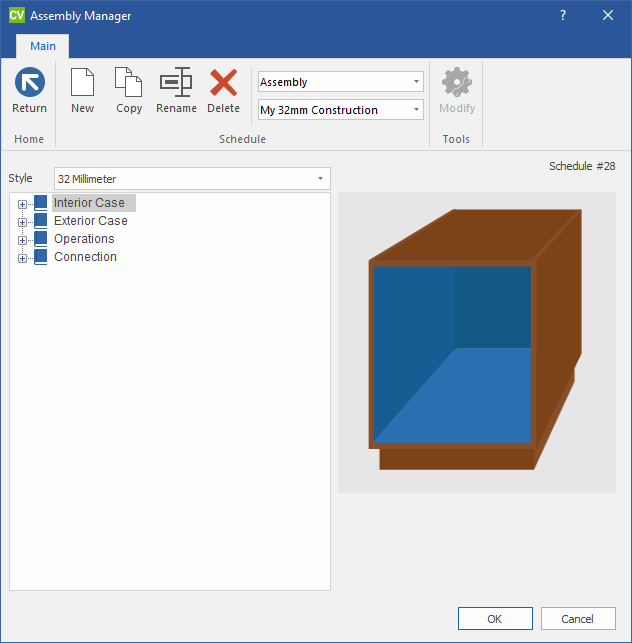 CV Assembly Manager ?
Main
Return New Copy Rename Delete Assembly Modify
My 32mm Construction
Home Schedule Tools
Schedule #28
Style 32 Millimeter
Interior Case
Exterior Case
Operations
Connection
OK Cancel